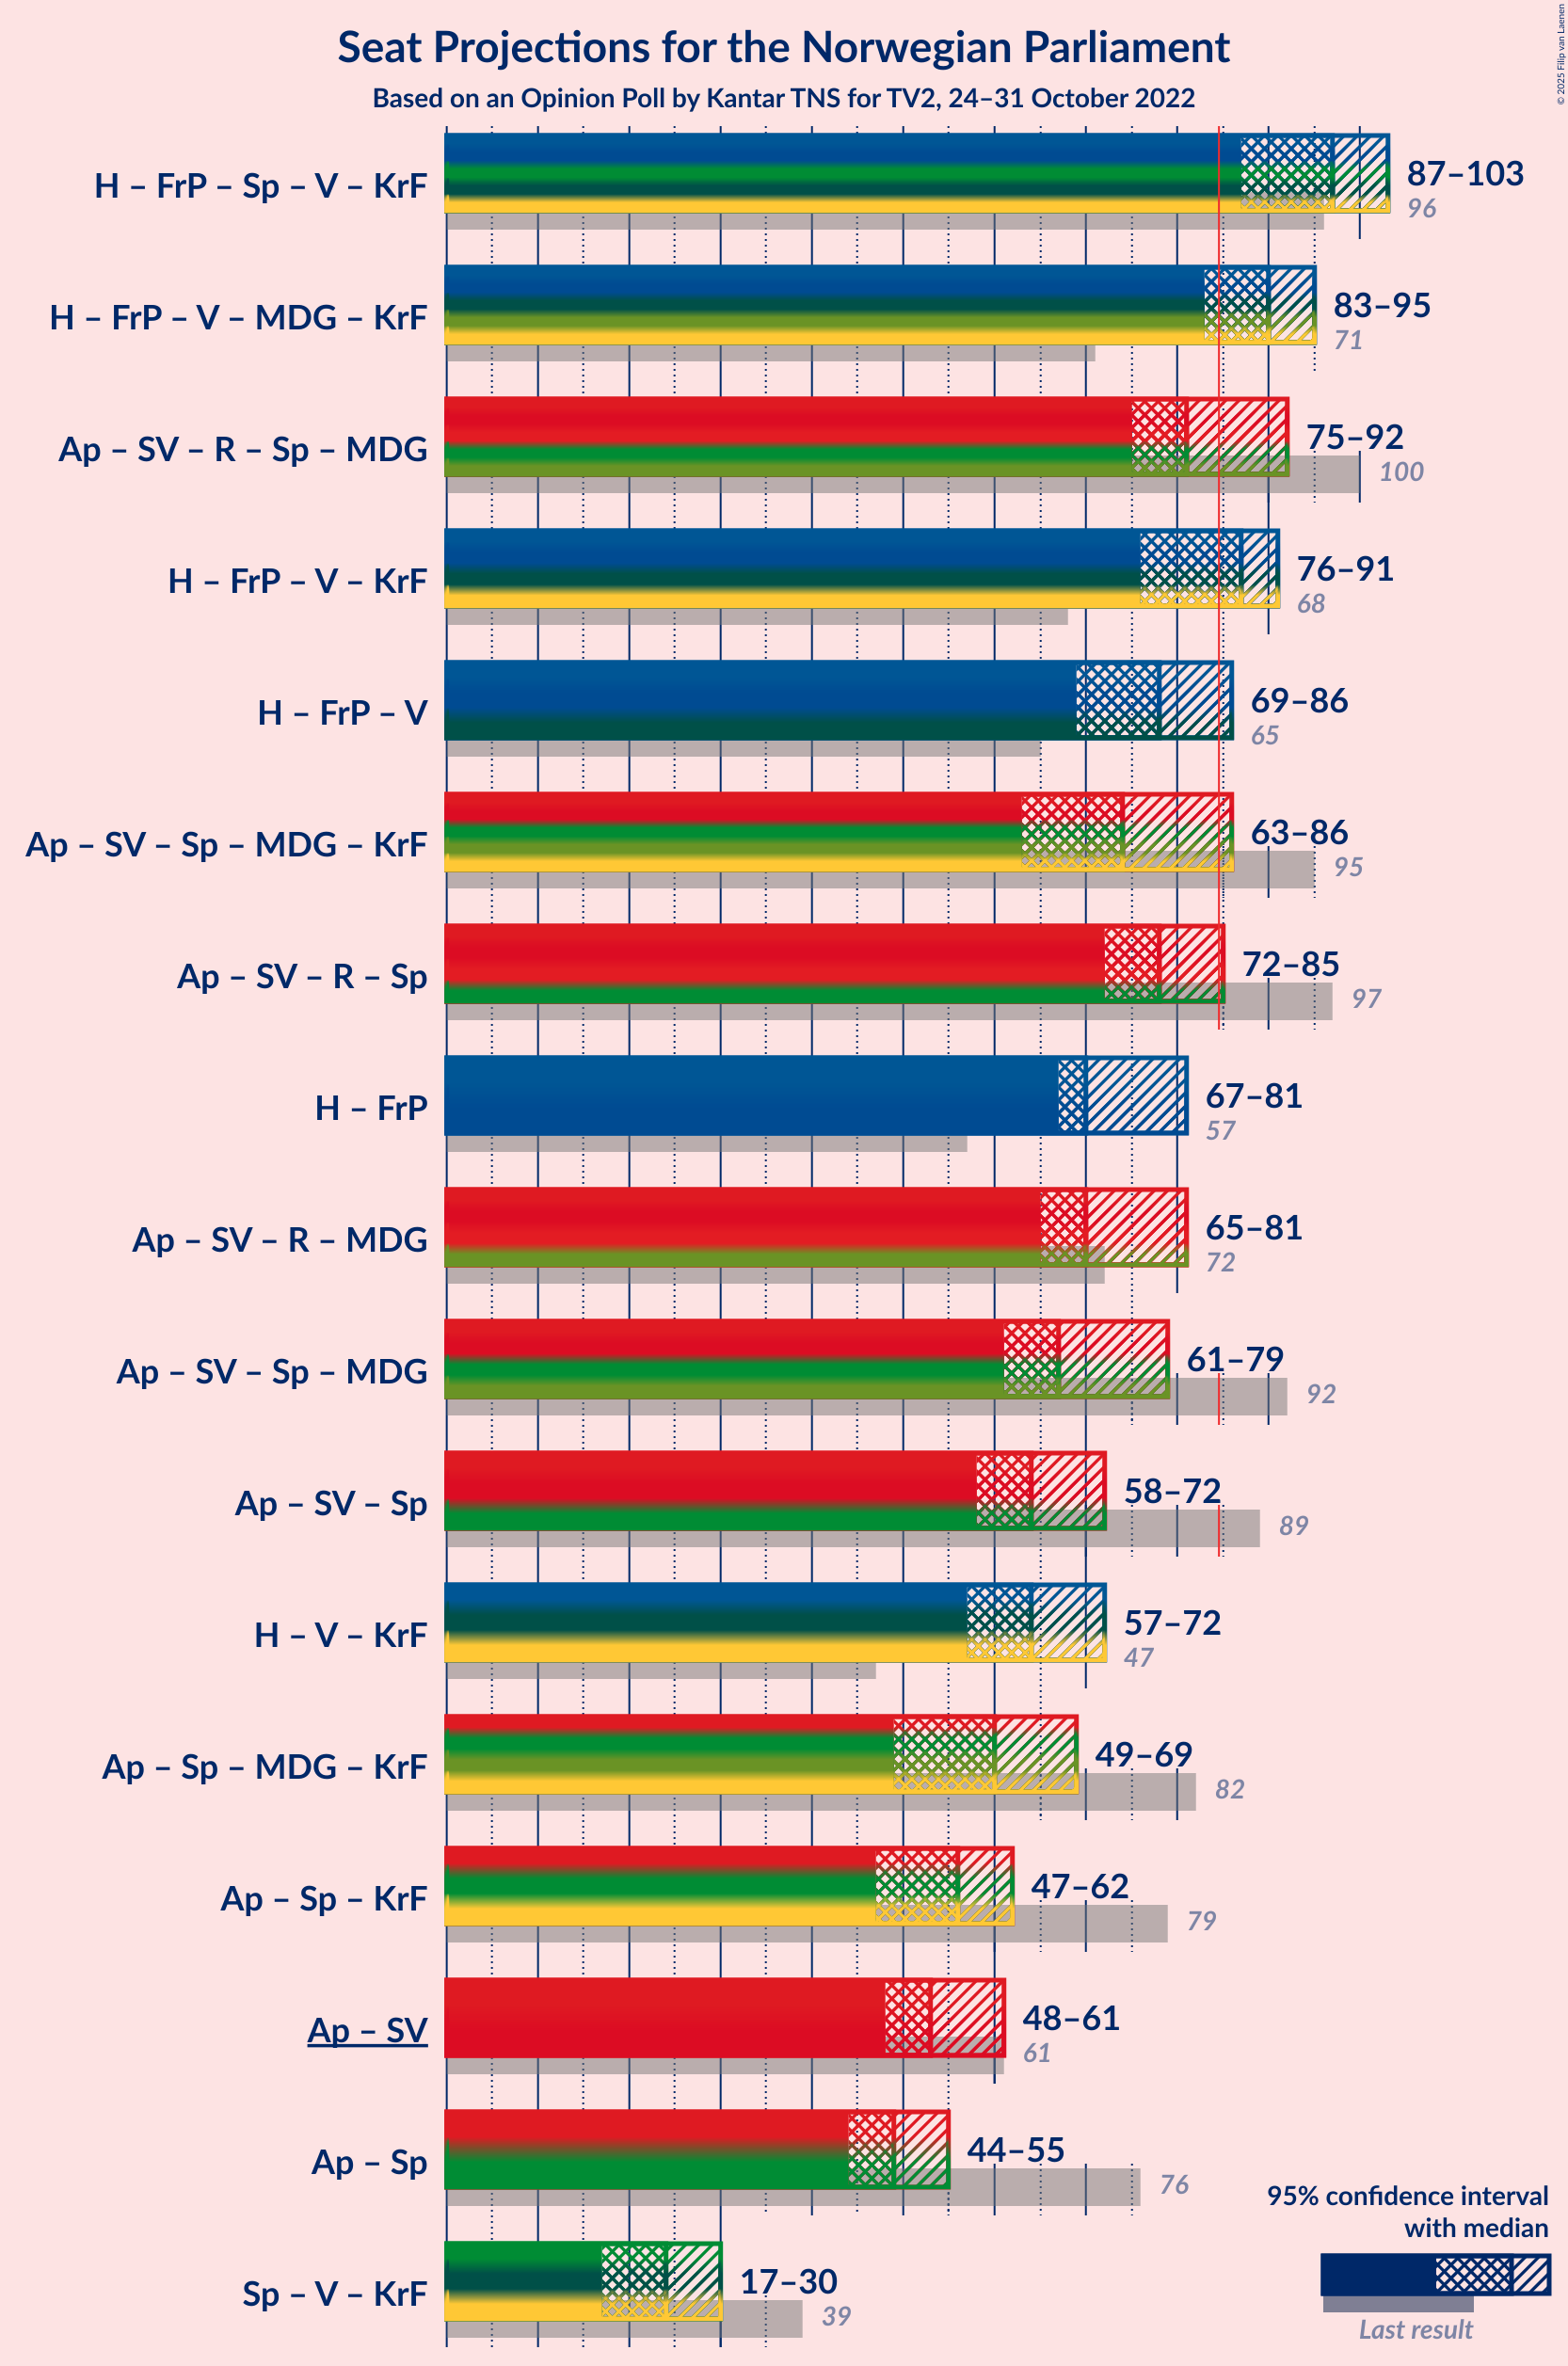 Seat Projections for the Norwegian Parliament
Based on an Opinion Poll by Kantar TNS for TV2, 24–31 October 2022
© 2025 Filip van Laenen
H – FrP – Sp – V – KrF
87–103
96
H – FrP – V – MDG – KrF
83–95
71
Ap – SV – R – Sp – MDG
75–92
100
H – FrP – V – KrF
76–91
68
H – FrP – V
69–86
65
Ap – SV – Sp – MDG – KrF
63–86
95
Ap – SV – R – Sp
72–85
97
H – FrP
67–81
57
Ap – SV – R – MDG
65–81
72
Ap – SV – Sp – MDG
61–79
92
Ap – SV – Sp
58–72
89
H – V – KrF
57–72
47
Ap – Sp – MDG – KrF
49–69
82
Ap – Sp – KrF
47–62
79
Ap – SV
48–61
61
Ap – Sp
44–55
76
Sp – V – KrF
17–30
39
95% confidence interval
with median
Last result